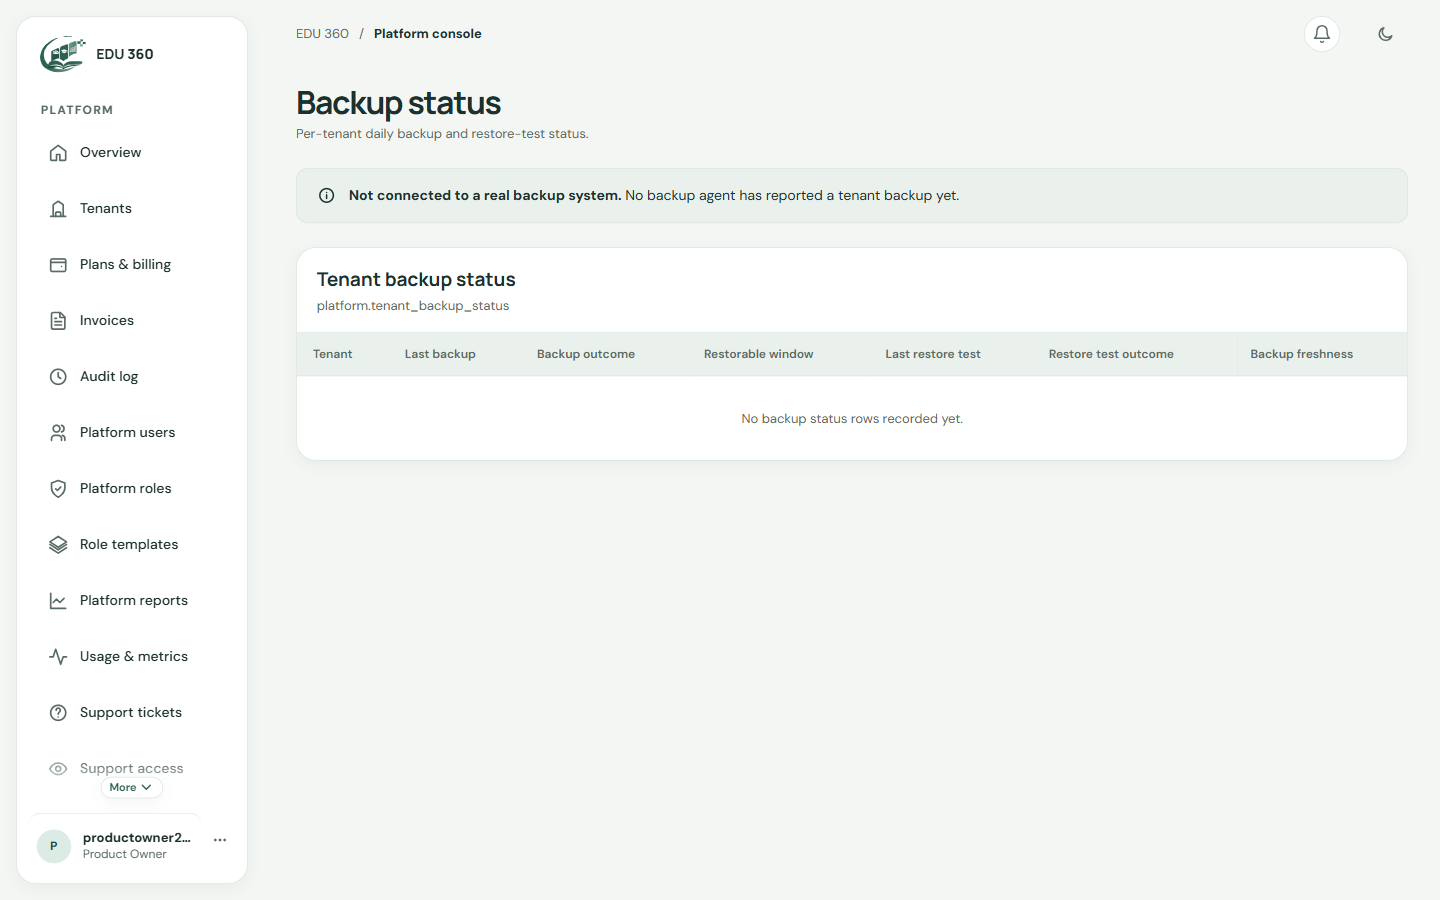 EDU 360
PLATFORM
Overview
Tenants
Plans & billing
Invoices
Audit log
Platform users
Platform roles
Role templates
Platform reports
Usage & metrics
Support tickets
Support access
More
P
productowner2...
Product Owner
EDU 360 / Platform console
Backup status
Per-tenant daily backup and restore-test status.
Not connected to a real backup system. No backup agent has reported a tenant backup yet.
Tenant backup status
platform.tenant_backup_status
Tenant Last backup Backup outcome Restorable window Last restore test Restore test outcome Backup freshness
No backup status rows recorded yet.